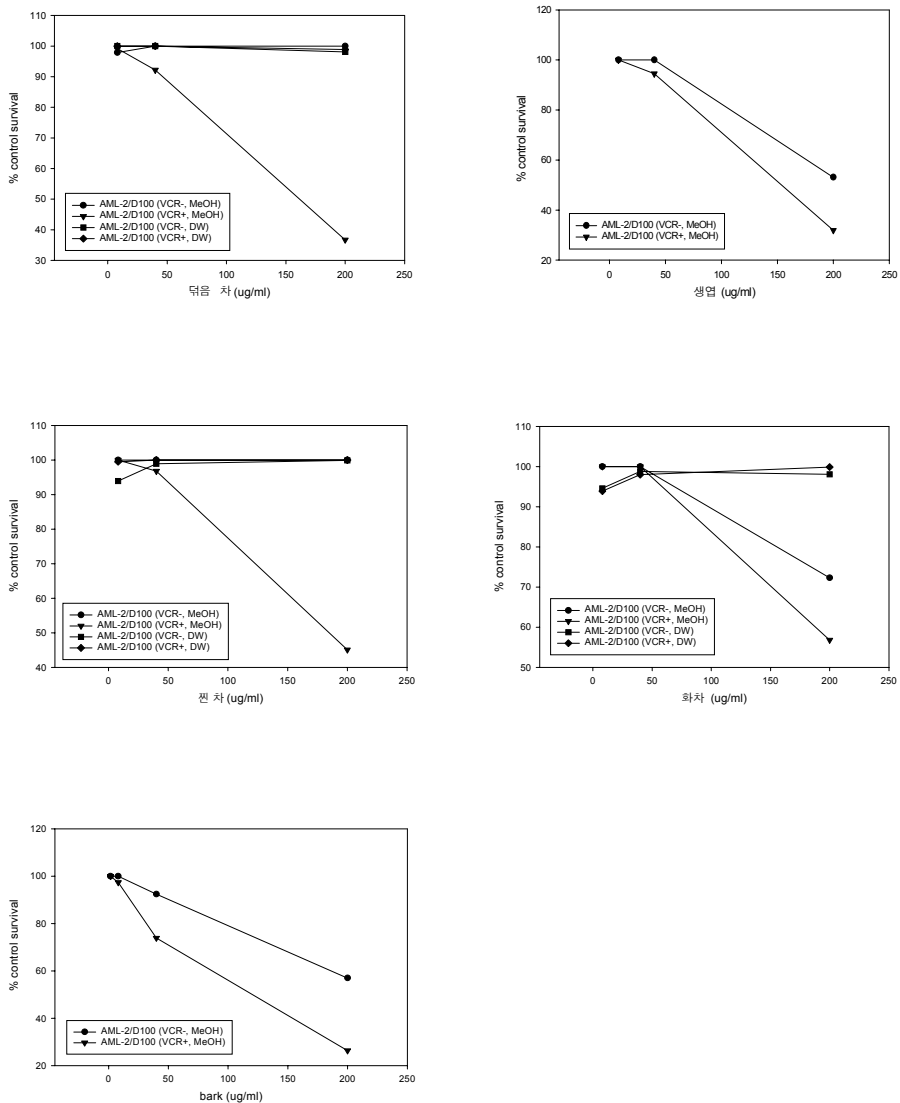 110
100
90
80
70
60
50
40
30
% control survival
AML-2/D100 (VCR-, MeOH)
AML-2/D100 (VCR+, MeOH)
AML-2/D100 (VCR-, DW)
AML-2/D100 (VCR+, DW)
0 50 100 150 200 250
덖음 차 (ug/ml)
120
100
80
60
40
20
% control survival
AML-2/D100 (VCR-, MeOH)
AML-2/D100 (VCR+, MeOH)
0 50 100 150 200 250
생엽 (ug/ml)
110
100
90
80
70
60
50
40
% control survival
AML-2/D100 (VCR-, MeOH)
AML-2/D100 (VCR+, MeOH)
AML-2/D100 (VCR-, DW)
AML-2/D100 (VCR+, DW)
0 50 100 150 200 250
찐 차 (ug/ml)
110
100
90
80
70
60
50
% control survival
AML-2/D100 (VCR-, MeOH)
AML-2/D100 (VCR+, MeOH)
AML-2/D100 (VCR-, DW)
AML-2/D100 (VCR+, DW)
0 50 100 150 200 250
화차 (ug/ml)
120
100
80
60
40
20
% control survival
AML-2/D100 (VCR-, MeOH)
AML-2/D100 (VCR+, MeOH)
0 50 100 150 200 250
bark (ug/ml)